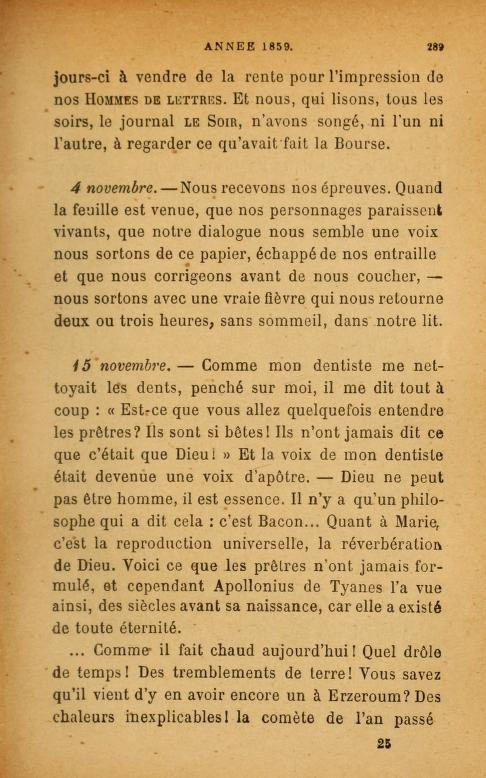 ANNEE 1859. 289
jours-ci à vendre de la rente pour l'impression de
nos HOMMES DE LETTRES. Et nous, qui lisons, tous les
soirs, le journal LE SOIR, n'avons songé, ni l'un ni
l'autre, à regarder ce qu'avait fait la Bourse.
4 novembre. — Nous recevons nos épreuves. Quand
la feuille est venue, que nos personnages paraissent
vivants, que notre dialogue nous semble une voix
nous sortons de ce papier, échappé de nos entraille
et que nous corrigeons avant de nous coucher, —
nous sortons avec une vraie fièvre qui nous retourne
deux ou trois heures, sans sommeil, dans notre lit.
15 novembre. — Comme mon dentiste me net-
toyait les dents, penché sur moi, il me dit tout à
coup : « Est-ce que vous allez quelquefois entendre
les prêtres? Ils sont si bêtes! Ils n'ont jamais dit ce
que c'était que Dieu! » Et la voix de mon dentiste
était devenue une voix d'apôtre. — Dieu ne peut
pas être homme, il est essence. Il n'y a qu'un philo-
sophe qui a dit cela : c'est Bacon... Quant à Marie,
c'est la reproduction universelle, la réverbération
de Dieu. Voici ce que les prêtres n'ont jamais for-
mulé, et cependant Apollonius de Tyanes l'a vue
ainsi, des siècles avant sa naissance, car elle a existé
de toute éternité.
... Comme il fait chaud aujourd'hui! Quel drôle
de temps! Des tremblements de terre! Vous savez
qu'il vient d'y en avoir encore un à Erzeroum? Des
chaleurs inexplicables! la comète de l'an passé
25